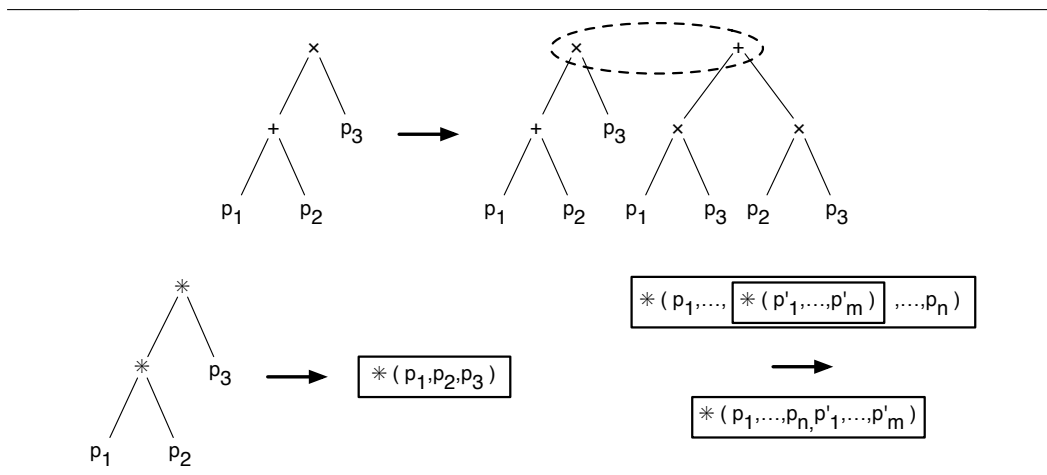 × × +
+ p3 + p3 × ×
p1 p2 p1 p2 p1 p3 p2 p3
✳
✳ p3
p1 p2
✳ ( p1,p2,p3 )
✳ ( p1,..., ✳ ( p'1,...,p'm ) ,...,pn )
✳ ( p1,...,pn,p'1,...,p'm )